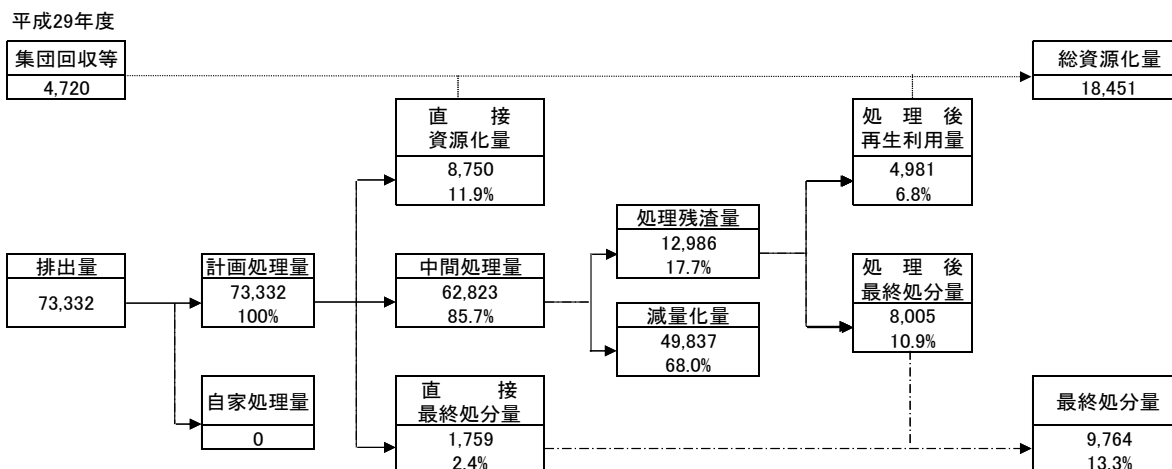 平成29年度
集団回収等
4,720
総資源化量
18,451
直　接
資源化量
8,750
11.9%
処　理　後
再生利用量
4,981
6.8%
処理残渣量
12,986
17.7%
排出量
73,332
計画処理量
73,332
100%
中間処理量
62,823
85.7%
処　理　後
最終処分量
8,005
10.9%
減量化量
49,837
68.0%
自家処理量
0
直　接
最終処分量
1,759
2.4%
最終処分量
9,764
13.3%